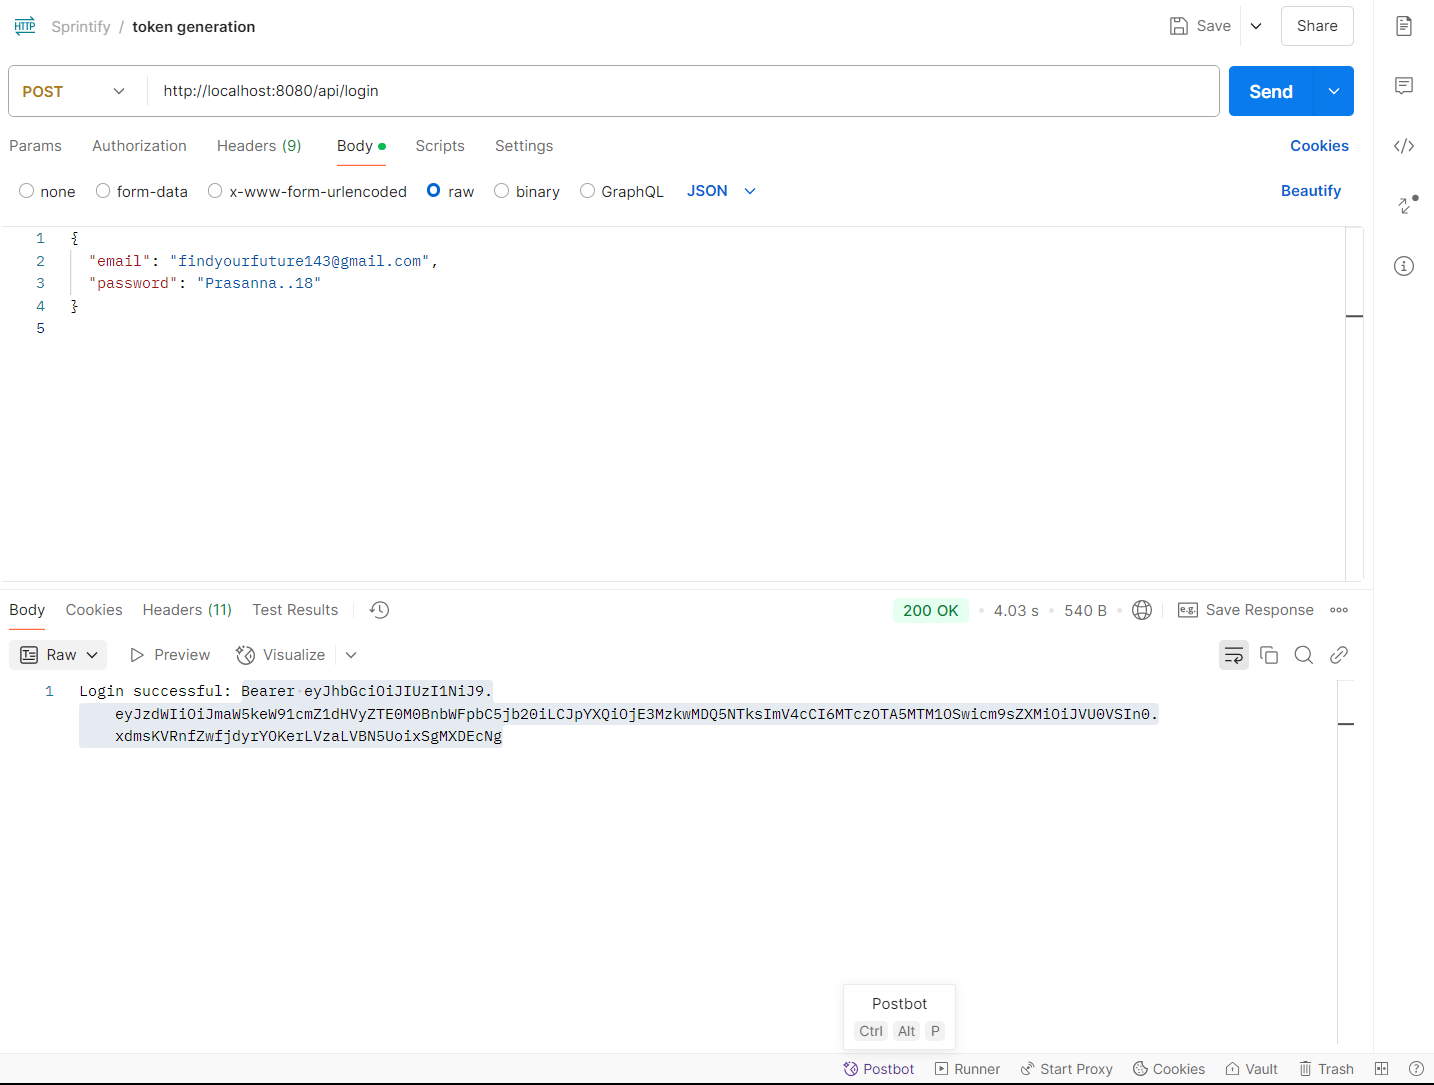 HTTP Sprintify / token generation Save Share
POST http://localhost:8080/api/login Send
Params Authorization Headers (9) Body Scripts Settings Cookies
none form-data x-www-form-urlencoded raw binary GraphQL JSON Beautify
1 {
2 "email": "findyourfuture143@gmail.com",
3 "password": "Prasanna..18"
4 }
5
Body Cookies Headers (11) Test Results 200 OK 4.03 s 540 B e.g. Save Response
Raw Preview Visualize
1 Login successful: Bearer eyJhbGciOiJIUzI1NiJ9.
eyJzdWIiOiJmaW5keW91cmZ1dHVyZTE0M0BnbWFpbC5jb20iLCJpYXQiOjE3MzkwMDQ5NTksImV4cCI6MTczOTA5MTM1OSwicm9sZXMiOiJVU0VSIn0.
xdmsKVRnfZwfjdyrYOKerLVzaLVBN5UoixSgMXDEcNg
Postbot
Ctrl Alt P
Postbot Runner Start Proxy Cookies Vault Trash